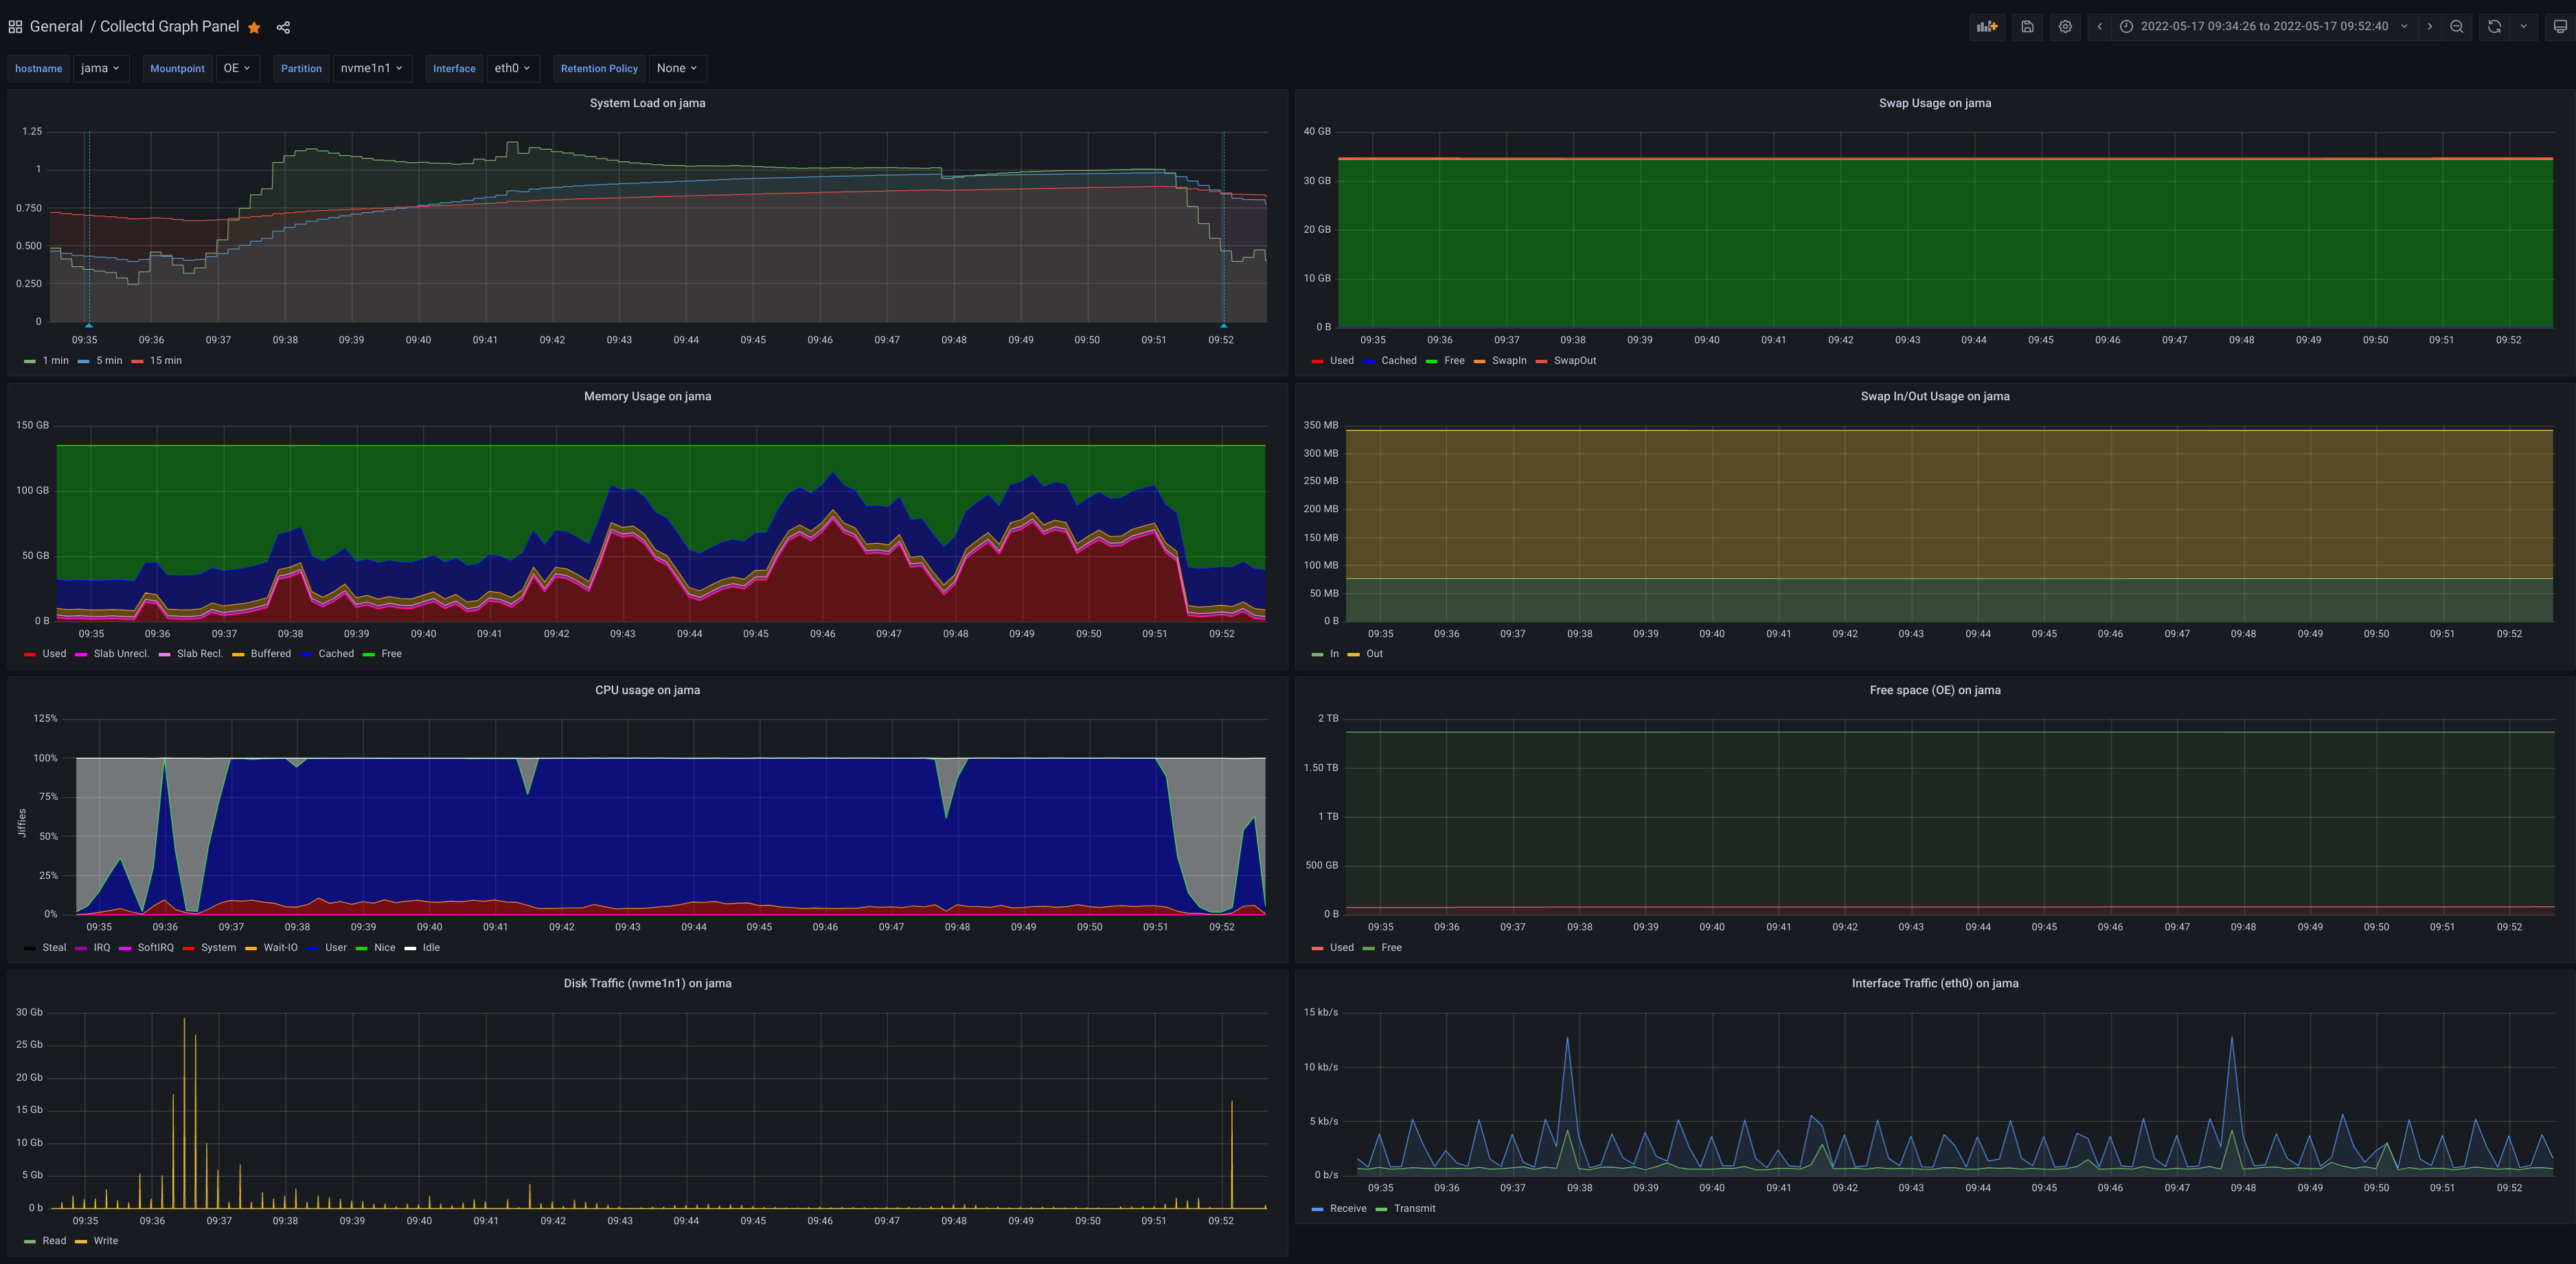 General / Collectd Graph Panel
2022-05-17 09:34:26 to 2022-05-17 09:52:40
hostname jama Mountpoint OE Partition nvme1n1 Interface eth0 Retention Policy None
System Load on jama
1.25
1
0.750
0.500
0.250
0
09:35 09:36 09:37 09:38 09:39 09:40 09:41 09:42 09:43 09:44 09:45 09:46 09:47 09:48 09:49 09:50 09:51 09:52
1 min 5 min 15 min
Swap Usage on jama
40 GB
30 GB
20 GB
10 GB
0 B
09:35 09:36 09:37 09:38 09:39 09:40 09:41 09:42 09:43 09:44 09:45 09:46 09:47 09:48 09:49 09:50 09:51 09:52
Used Cached Free SwapIn SwapOut
Memory Usage on jama
150 GB
100 GB
50 GB
0 B
09:35 09:36 09:37 09:38 09:39 09:40 09:41 09:42 09:43 09:44 09:45 09:46 09:47 09:48 09:49 09:50 09:51 09:52
Used Slab Unrecl. Slab Recl. Buffered Cached Free
Swap In/Out Usage on jama
350 MB
300 MB
250 MB
200 MB
150 MB
100 MB
50 MB
0 B
09:35 09:36 09:37 09:38 09:39 09:40 09:41 09:42 09:43 09:44 09:45 09:46 09:47 09:48 09:49 09:50 09:51 09:52
In Out
CPU usage on jama
Jiffies
125%
100%
75%
50%
25%
0%
09:35 09:36 09:37 09:38 09:39 09:40 09:41 09:42 09:43 09:44 09:45 09:46 09:47 09:48 09:49 09:50 09:51 09:52
Steal IRQ SoftIRQ System Wait-IO User Nice Idle
Free space (OE) on jama
2 TB
1.50 TB
1 TB
500 GB
0 B
09:35 09:36 09:37 09:38 09:39 09:40 09:41 09:42 09:43 09:44 09:45 09:46 09:47 09:48 09:49 09:50 09:51 09:52
Used Free
Disk Traffic (nvme1n1) on jama
30 Gb
25 Gb
20 Gb
15 Gb
10 Gb
5 Gb
0 b
09:35 09:36 09:37 09:38 09:39 09:40 09:41 09:42 09:43 09:44 09:45 09:46 09:47 09:48 09:49 09:50 09:51 09:52
Read Write
Interface Traffic (eth0) on jama
15 kb/s
10 kb/s
5 kb/s
0 b/s
09:35 09:36 09:37 09:38 09:39 09:40 09:41 09:42 09:43 09:44 09:45 09:46 09:47 09:48 09:49 09:50 09:51 09:52
Receive Transmit